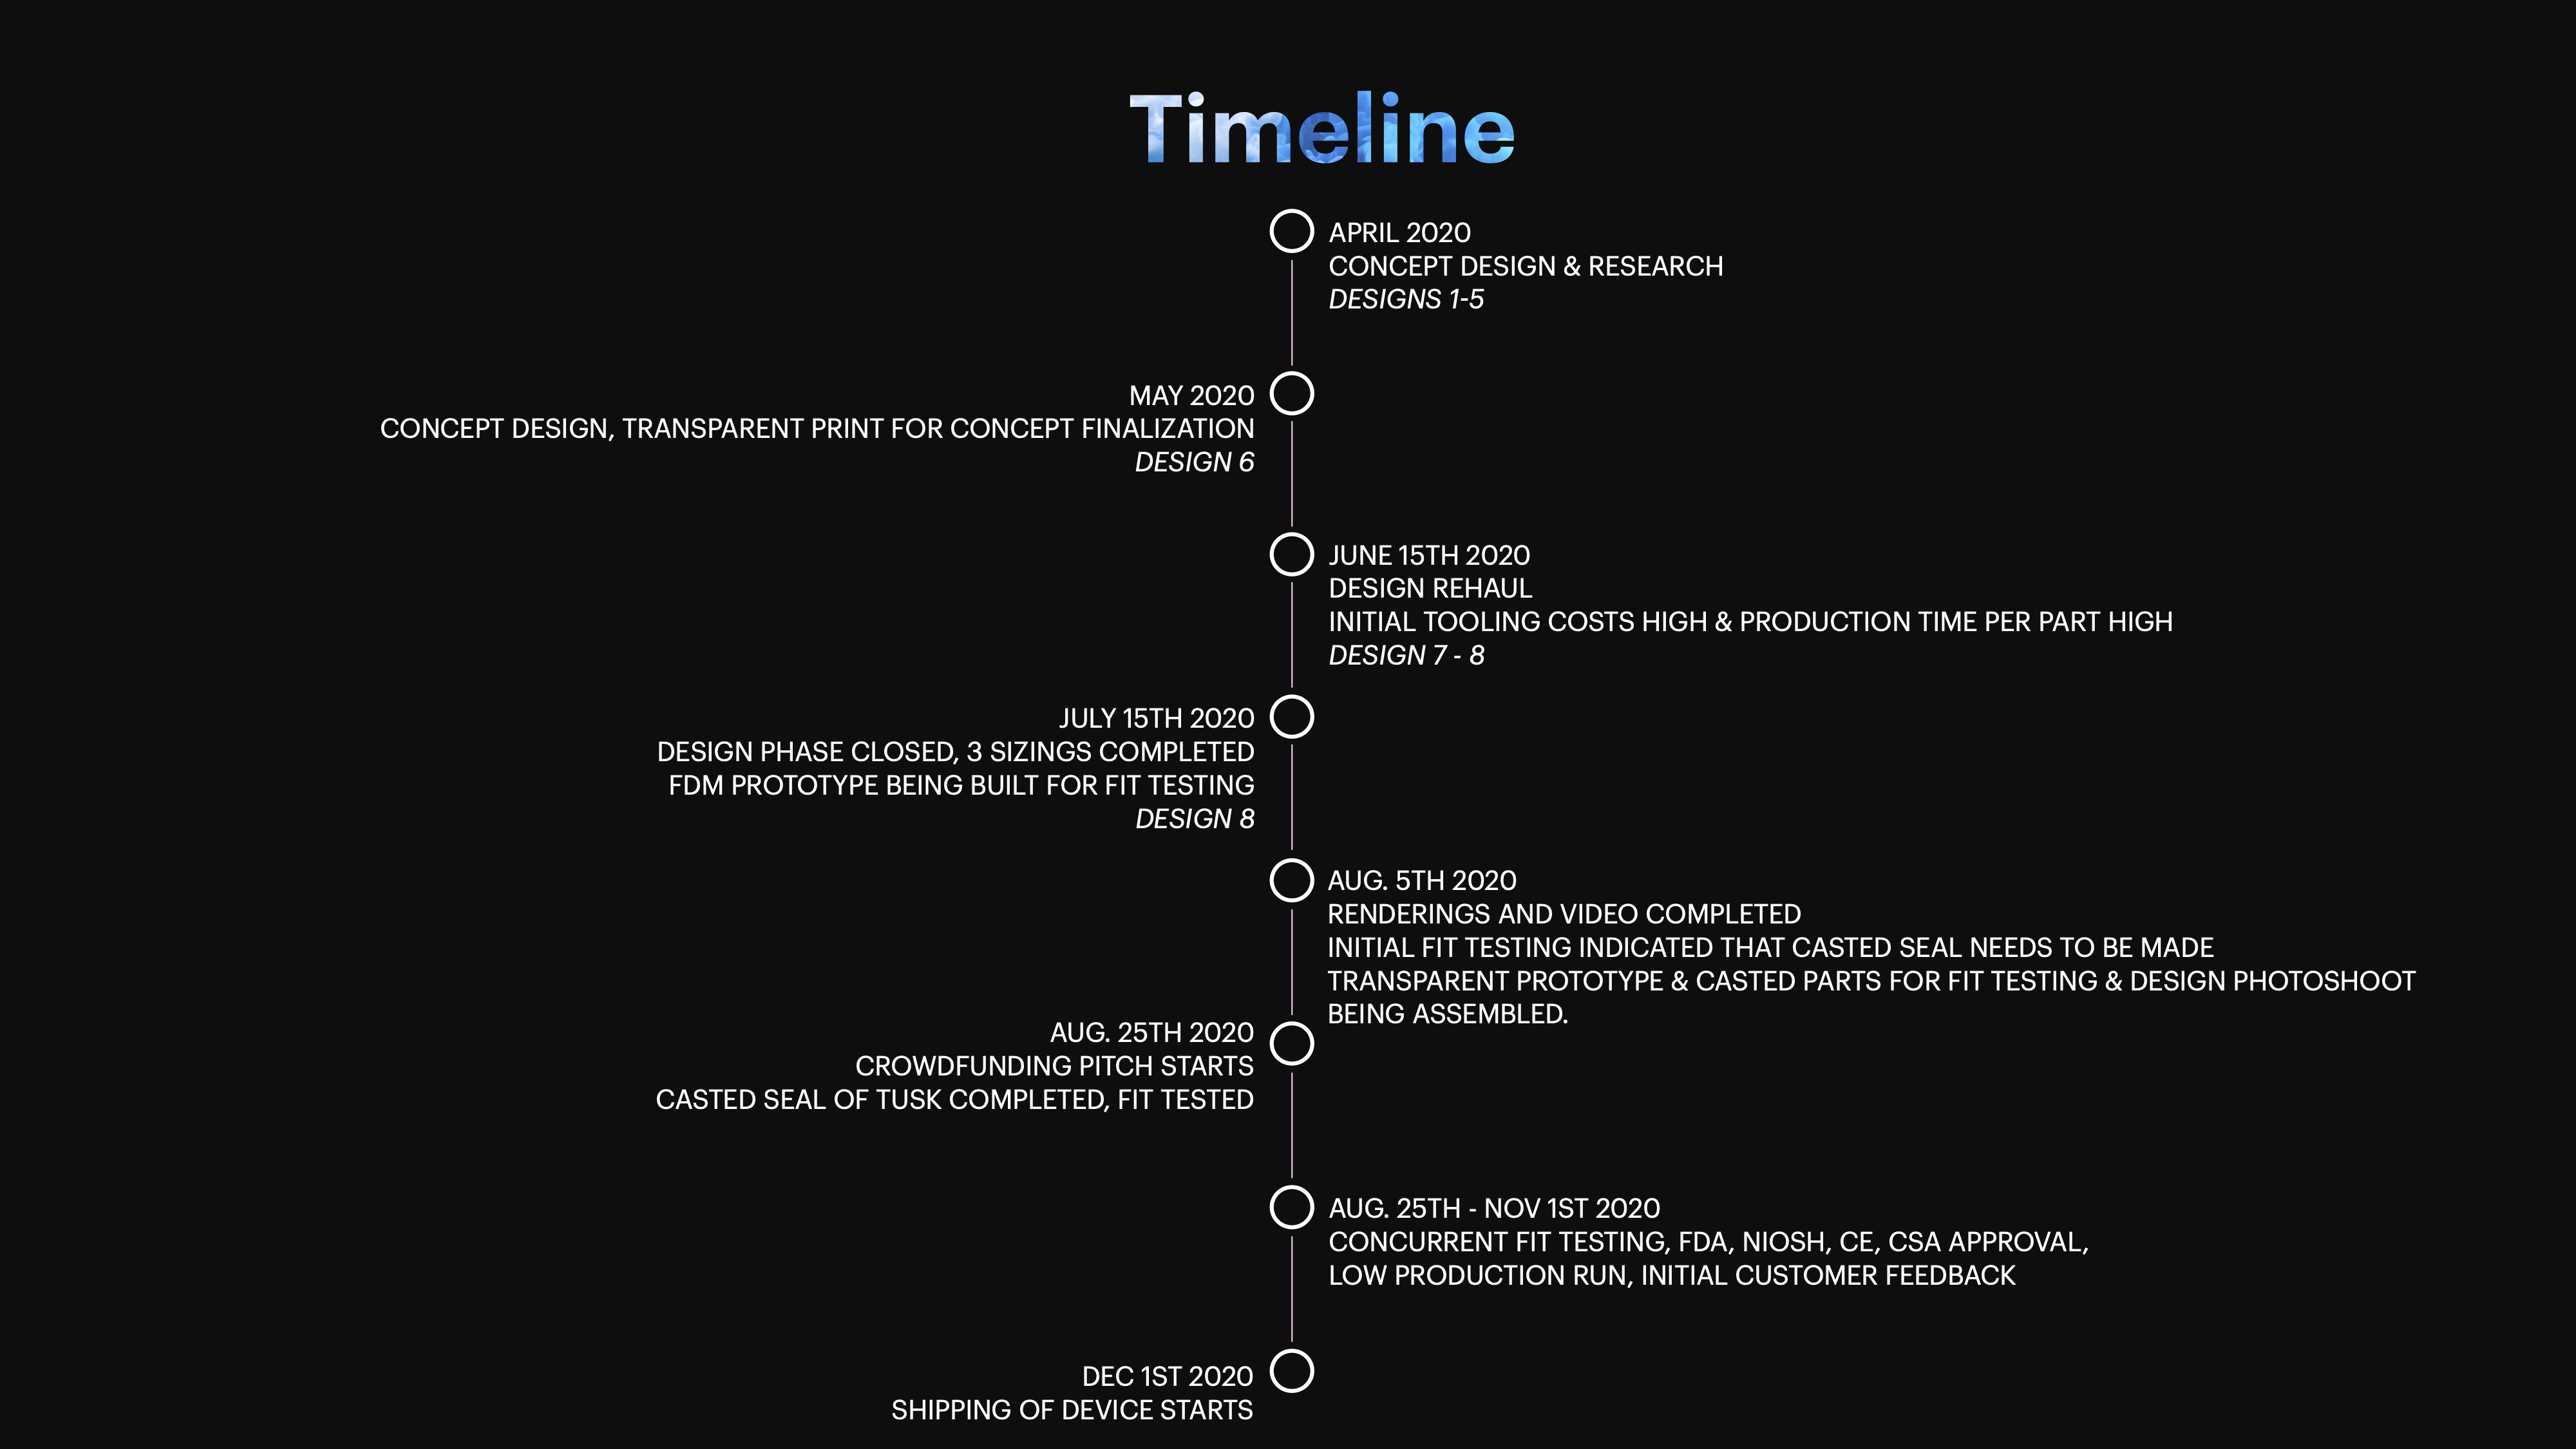 Timeline
APRIL 2020
CONCEPT DESIGN & RESEARCH
DESIGNS 1-5
MAY 2020
CONCEPT DESIGN, TRANSPARENT PRINT FOR CONCEPT FINALIZATION
DESIGN 6
JUNE 15TH 2020
DESIGN REHAUL
INITIAL TOOLING COSTS HIGH & PRODUCTION TIME PER PART HIGH
DESIGN 7 - 8
JULY 15TH 2020
DESIGN PHASE CLOSED, 3 SIZINGS COMPLETED
FDM PROTOTYPE BEING BUILT FOR FIT TESTING
DESIGN 8
AUG. 5TH 2020
RENDERINGS AND VIDEO COMPLETED
INITIAL FIT TESTING INDICATED THAT CASTED SEAL NEEDS TO BE MADE
TRANSPARENT PROTOTYPE & CASTED PARTS FOR FIT TESTING & DESIGN PHOTOSHOOT
BEING ASSEMBLED.
AUG. 25TH 2020
CROWDFUNDING PITCH STARTS
CASTED SEAL OF TUSK COMPLETED, FIT TESTED
AUG. 25TH - NOV 1ST 2020
CONCURRENT FIT TESTING, FDA, NIOSH, CE, CSA APPROVAL,
LOW PRODUCTION RUN, INITIAL CUSTOMER FEEDBACK
DEC 1ST 2020
SHIPPING OF DEVICE STARTS